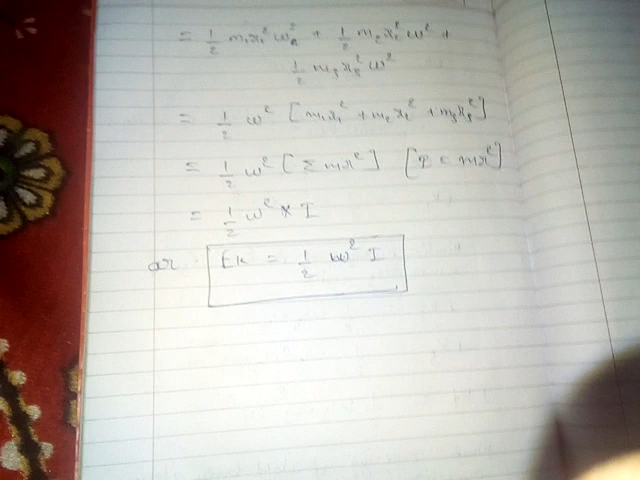 = 1/2 m₁r₁² ω² + 1/2 m₂r₂² ω² +
1/2 m₃r₃² ω²
= 1/2 ω² [m₁r₁² + m₂r₂² + m₃r₃²]
= 1/2 ω² [Σmr²] [I = mr²]
= 1/2 ω² × I
or Ek = 1/2 ω² I